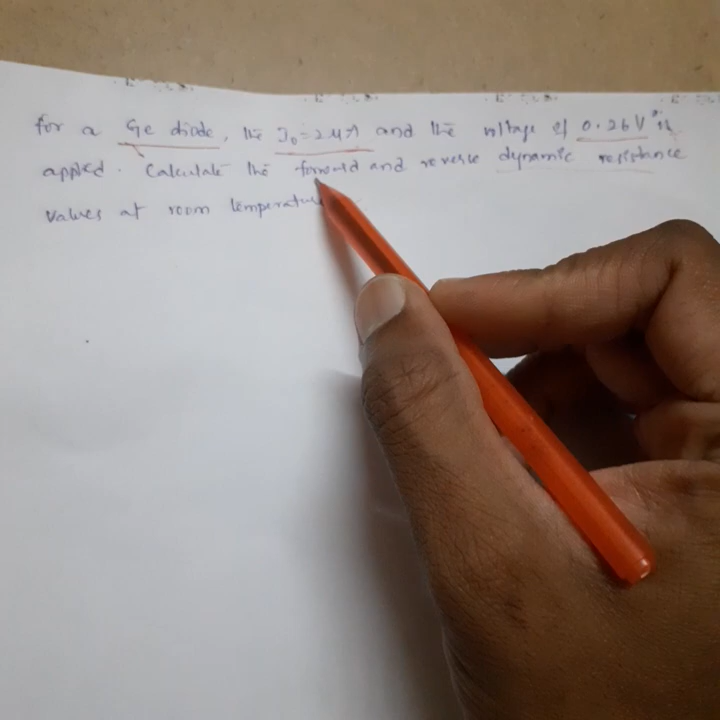 for a Ge diode, the I₀=2μA and the voltage of 0.26V is
applied. Calculate the forward and reverse dynamic resistance
values at room temperature